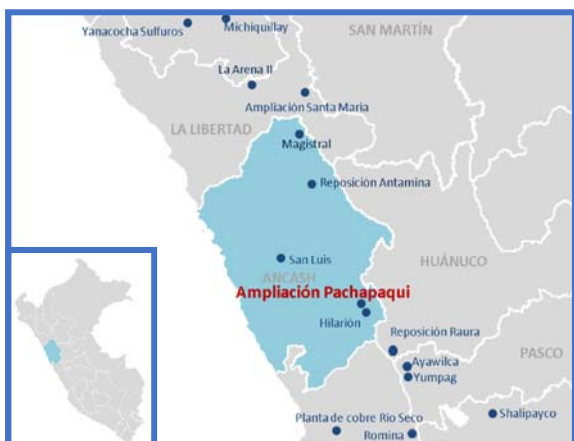 Yanacocha Sulfuros
Michiquillay
SAN MARTÍN
La Arena II
Ampliación Santa Maria
LA LIBERTAD
Magistral
Reposición Antamina
San Luis
HUÁNUCO
ANCASH
Ampliación Pachapaqui
Hilarión
Reposición Raura
PASCO
Ayawilca
Yumpag
Planta de cobre Rio Seco
Shalipayco
Romina